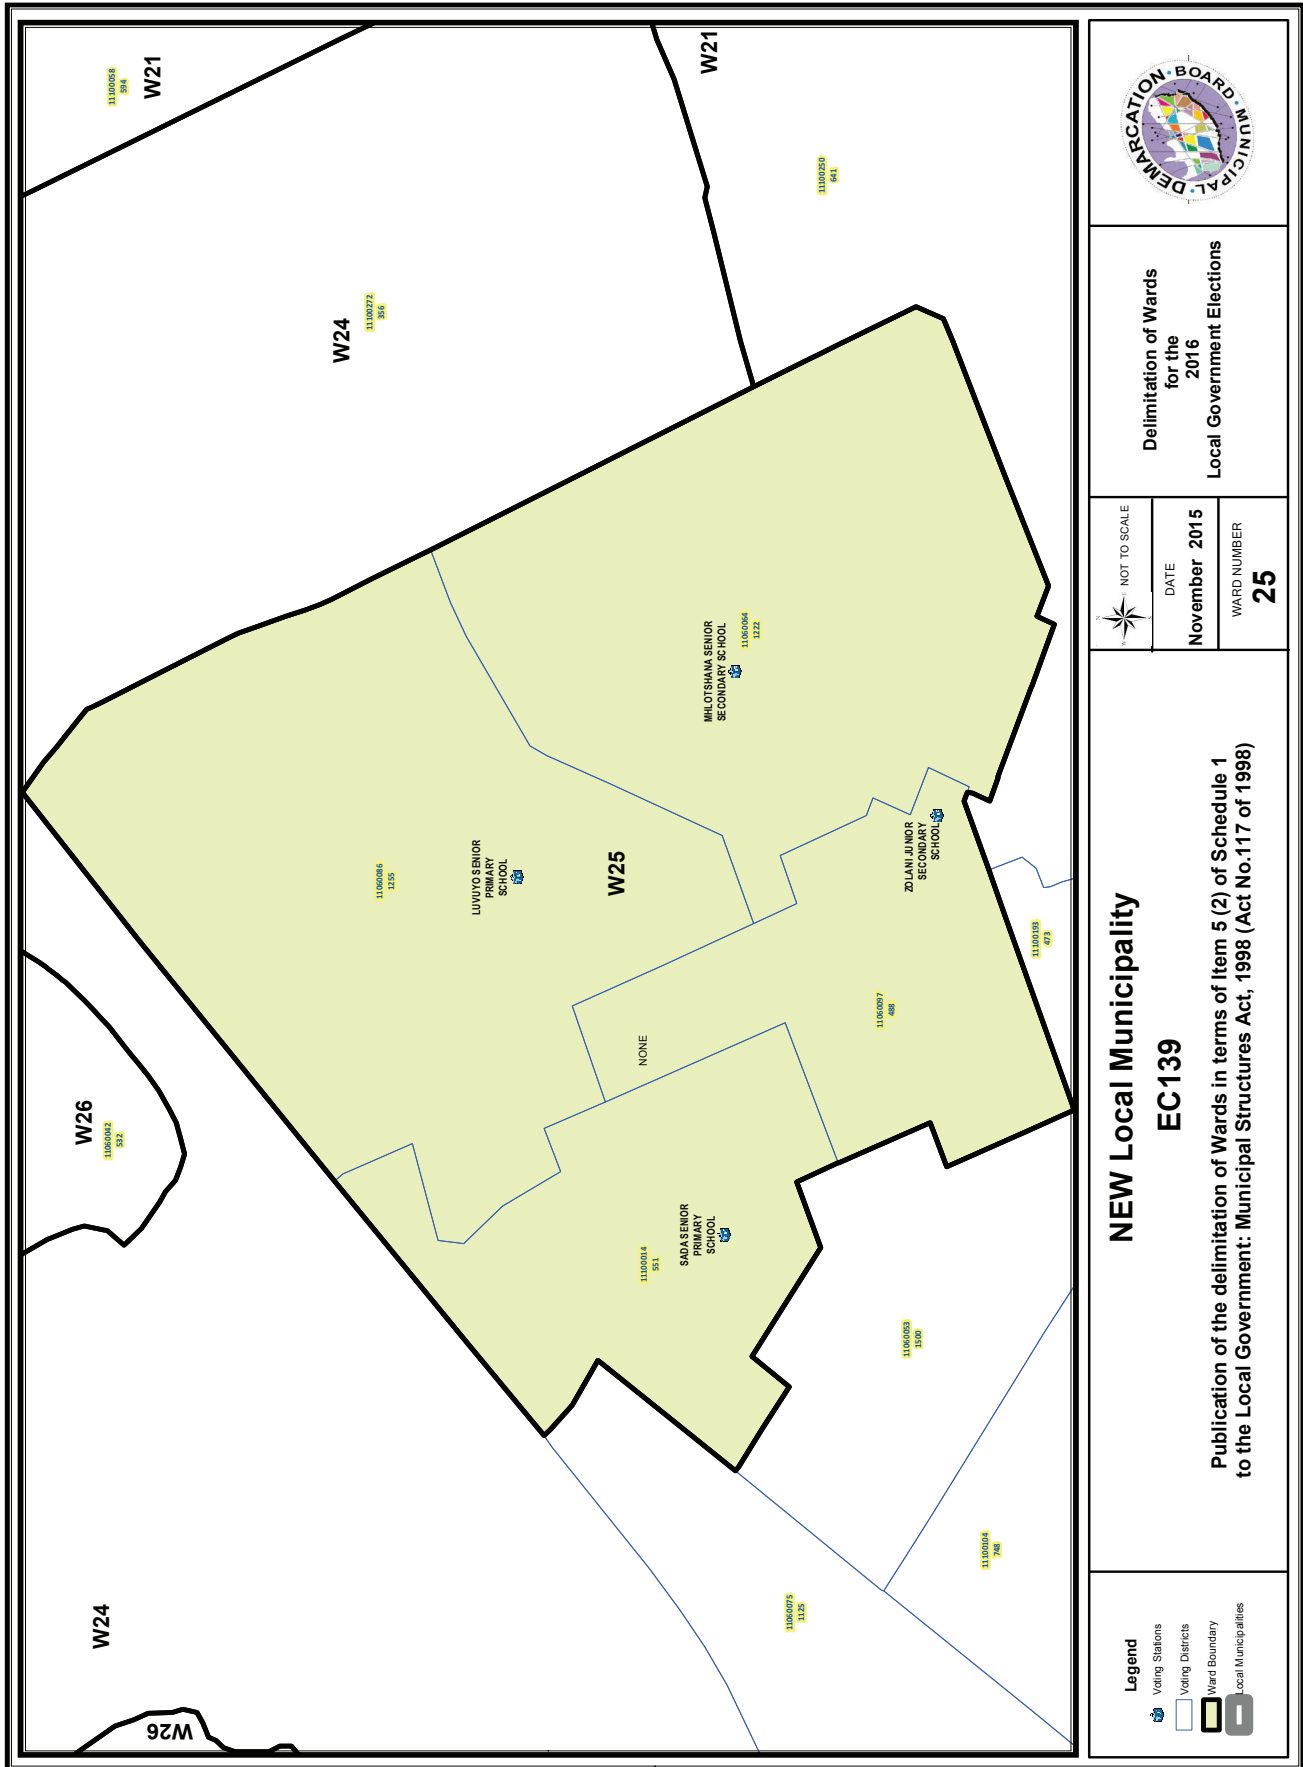 W24
W26
W26
11060042
532
W24
11100272
356
11100058
594
W21
W21
11100250
641
11060086
1255
LUVUYO SENIOR
PRIMARY
SCHOOL
W25
NONE
MHLOTSHANA SENIOR
SECONDARY SCHOOL
11060064
1222
ZOLANI JUNIOR
SECONDARY
SCHOOL
11060097
488
11100014
551
SADA SENIOR
PRIMARY
SCHOOL
11060053
1500
11100193
473
11060075
1125
11100104
748
Legend
Voting Stations
Voting Districts
Ward Boundary
Local Municipalities
NEW Local Municipality
EC139
Publication of the delimitation of Wards in terms of Item 5 (2) of Schedule 1
to the Local Government: Municipal Structures Act, 1998 (Act No.117 of 1998)
N
W
NOT TO SCALE
DATE
November 2015
WARD NUMBER
25
Delimitation of Wards
for the
2016
Local Government Elections
MUNICIPAL • DEMARCATION • BOARD •